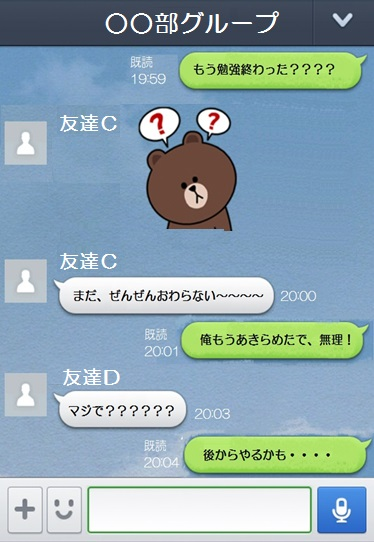 〇〇部グループ
既読
19:59
もう勉強終わった????
友達C
? ?
友達C
まだ、ぜんぜんおわらない~~~~
20:00
既読
20:01
俺もうあきらめたで、無理!
友達D
マジで??????
20:03
既読
20:04
後からやるかも・・・・